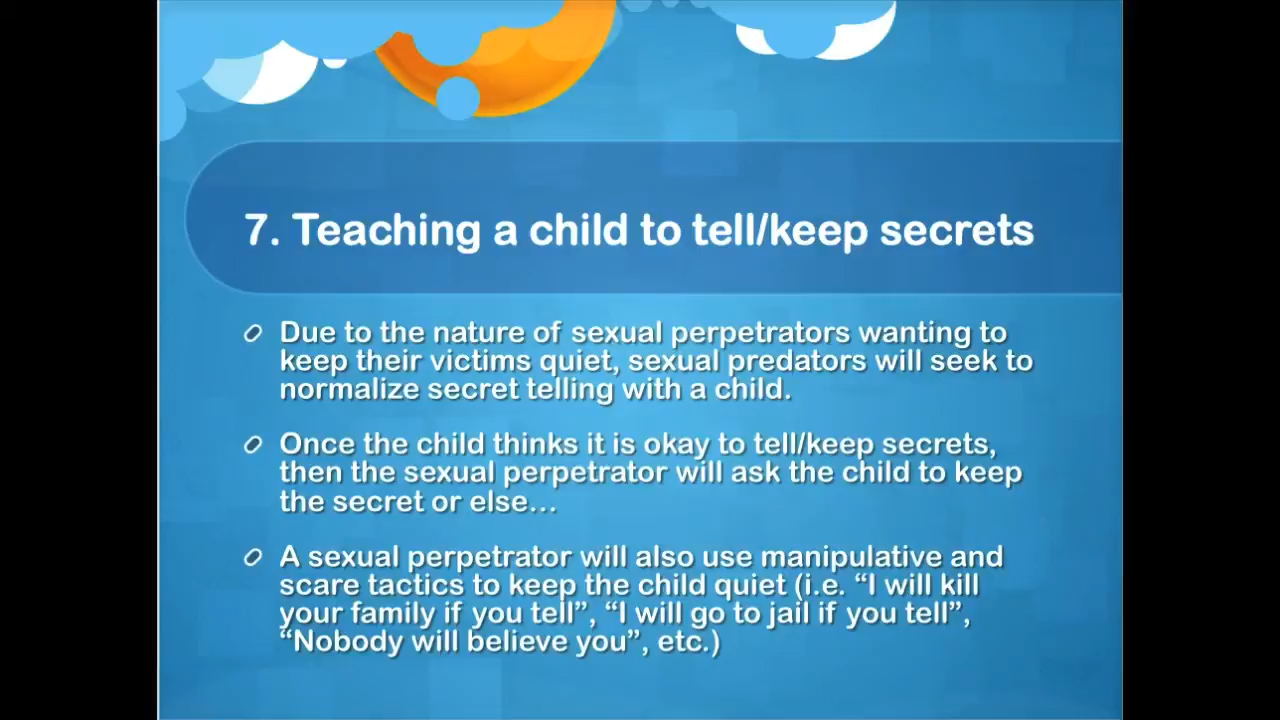 7. Teaching a child to tell/keep secrets
Due to the nature of sexual perpetrators wanting to
keep their victims quiet, sexual predators will seek to
normalize secret telling with a child.
Once the child thinks it is okay to tell/keep secrets,
then the sexual perpetrator will ask the child to keep
the secret or else…
A sexual perpetrator will also use manipulative and
scare tactics to keep the child quiet (i.e. “I will kill
your family if you tell”, “I will go to jail if you tell”,
“Nobody will believe you”, etc.)